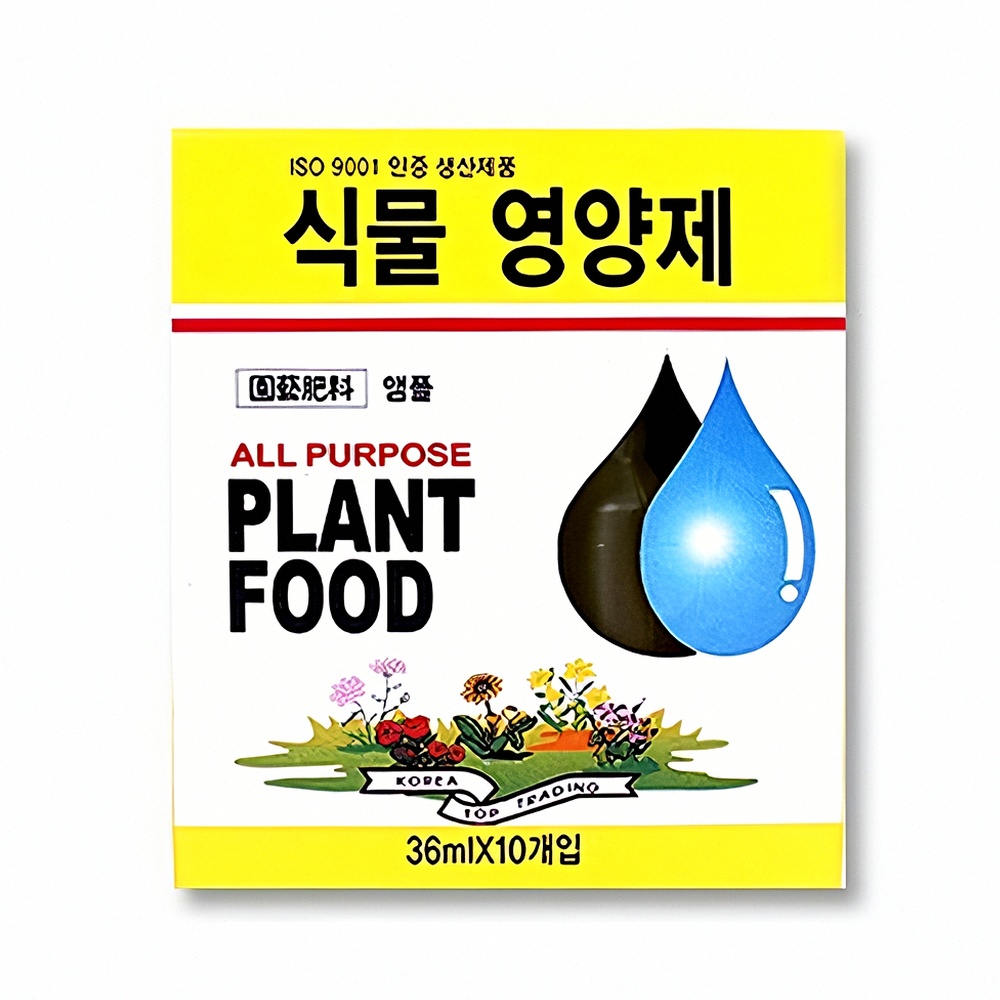 ISO 9001 인증 생산제품
식물 영양제
園芸肥料 앰플
ALL PURPOSE
PLANT
FOOD
KOREA
TOP TRADING
36mlX10개입